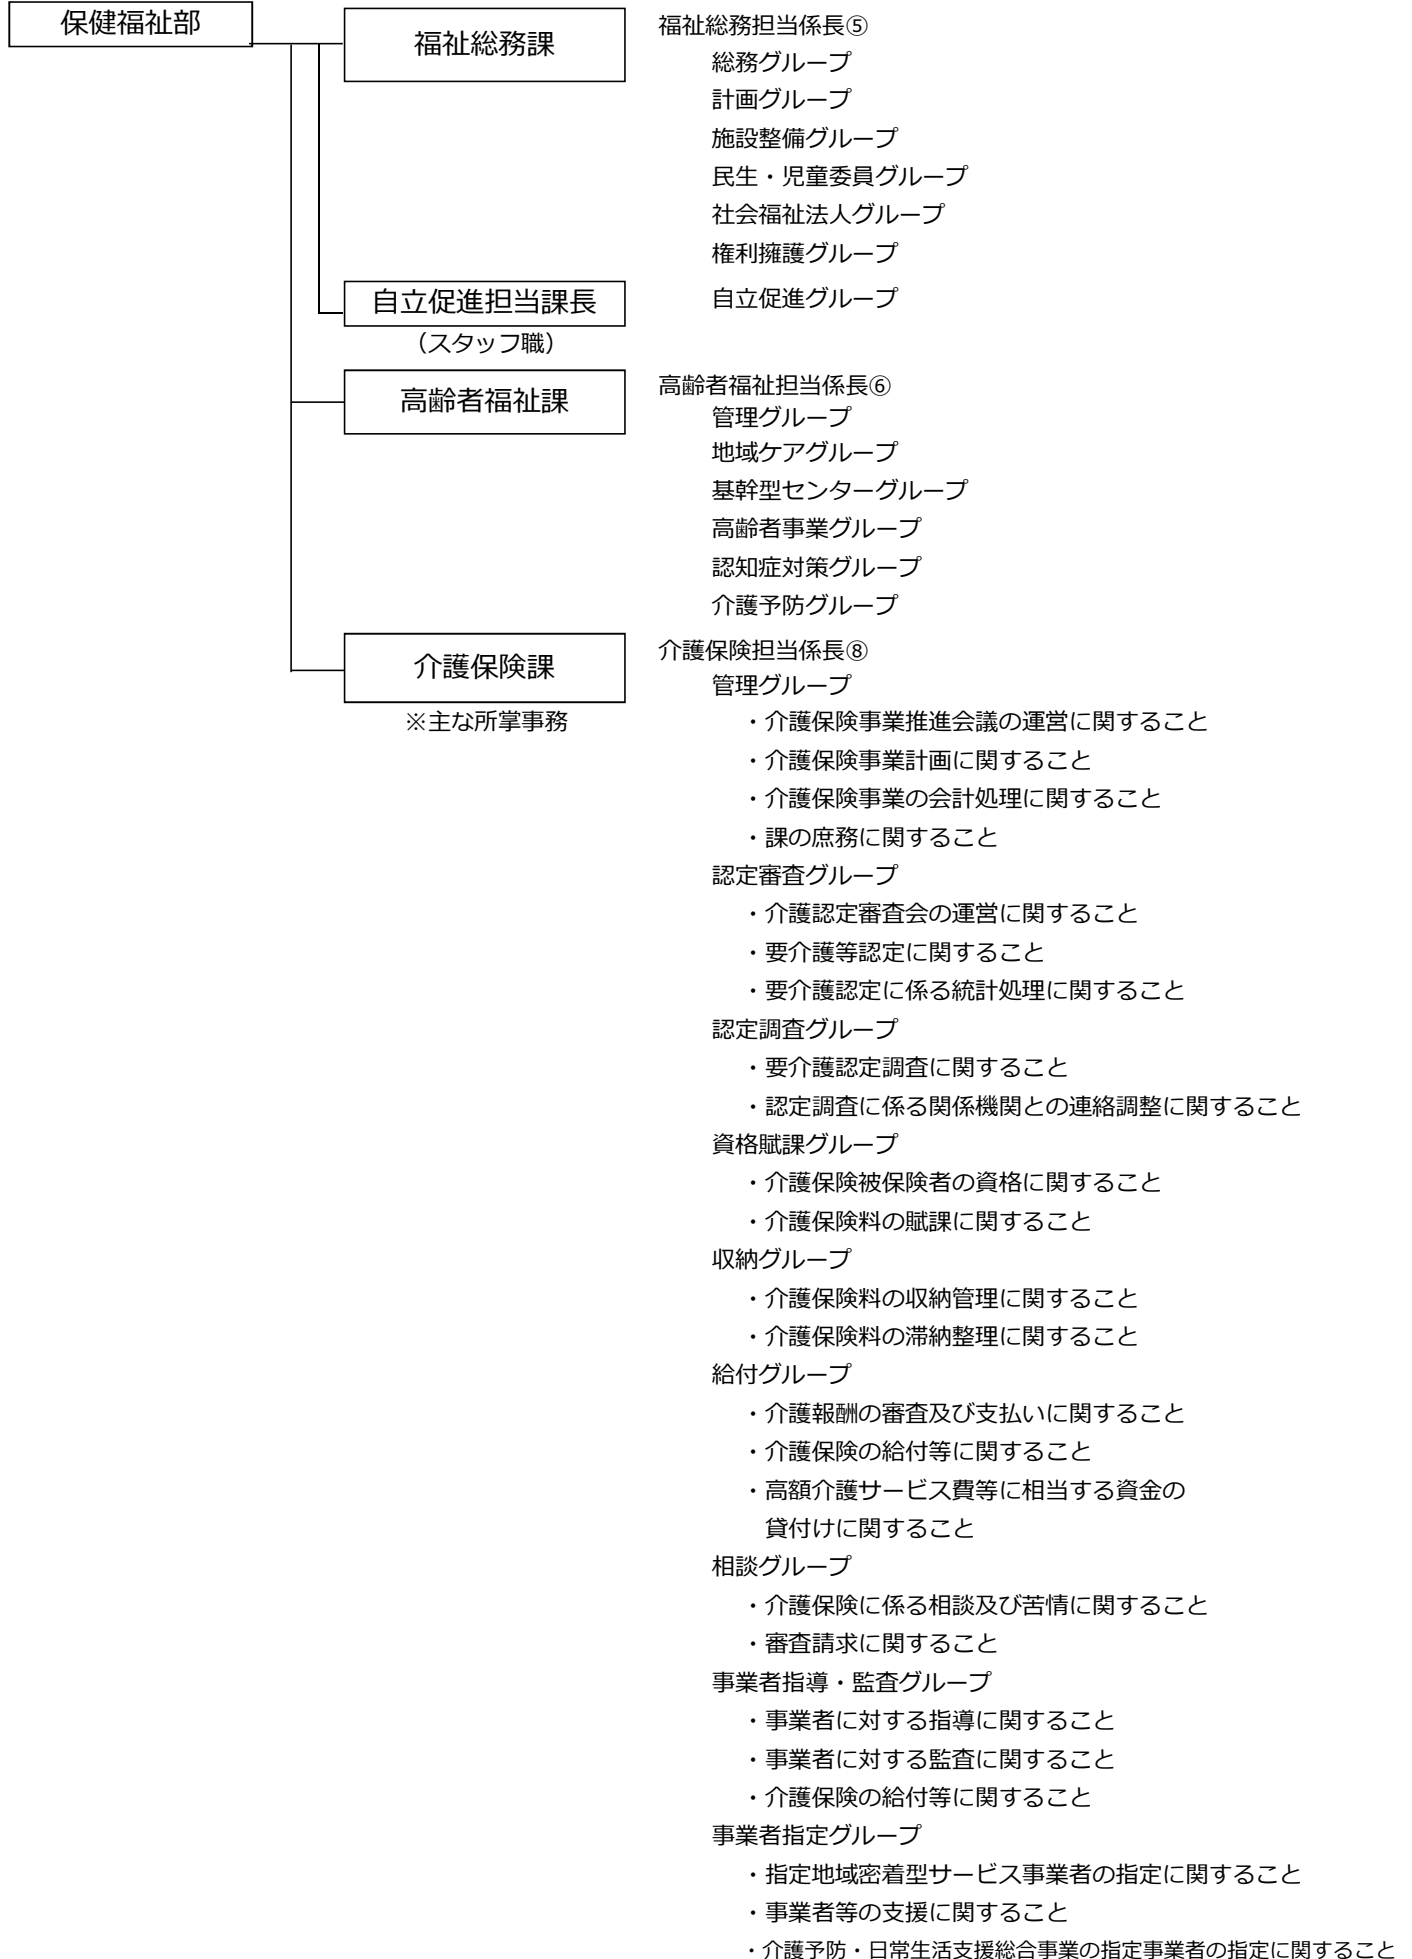 保健福祉部
福祉総務課
福祉総務担当係長⑤
総務グループ
計画グループ
施設整備グループ
民生・児童委員グループ
社会福祉法人グループ
権利擁護グループ
自立促進担当課長
自立促進グループ
（スタッフ職）
高齢者福祉課
高齢者福祉担当係長⑥
管理グループ
地域ケアグループ
基幹型センターグループ
高齢者事業グループ
認知症対策グループ
介護予防グループ
介護保険課
※主な所掌事務
介護保険担当係長⑧
管理グループ
・介護保険事業推進会議の運営に関すること
・介護保険事業計画に関すること
・介護保険事業の会計処理に関すること
・課の庶務に関すること
認定審査グループ
・介護認定審査会の運営に関すること
・要介護等認定に関すること
・要介護認定に係る統計処理に関すること
認定調査グループ
・要介護認定調査に関すること
・認定調査に係る関係機関との連絡調整に関すること
資格賦課グループ
・介護保険被保険者の資格に関すること
・介護保険料の賦課に関すること
収納グループ
・介護保険料の収納管理に関すること
・介護保険料の滞納整理に関すること
給付グループ
・介護報酬の審査及び支払いに関すること
・介護保険の給付等に関すること
・高額介護サービス費等に相当する資金の
貸付けに関すること
相談グループ
・介護保険に係る相談及び苦情に関すること
・審査請求に関すること
事業者指導・監査グループ
・事業者に対する指導に関すること
・事業者に対する監査に関すること
・介護保険の給付等に関すること
事業者指定グループ
・指定地域密着型サービス事業者の指定に関すること
・事業者等の支援に関すること
・介護予防・日常生活支援総合事業の指定事業者の指定に関すること